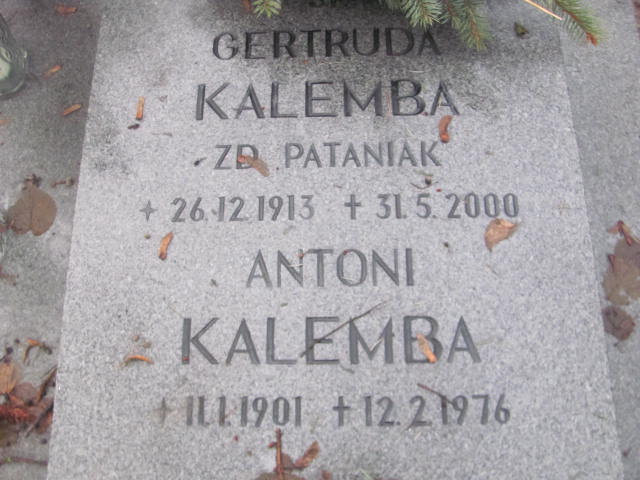 GERTRUDA
KALEMBA
ZD. PATANIAK
+ 26.12.1913 + 31.5.2000
ANTONI
KALEMBA
+ 11.1.1901 + 12.2.1976